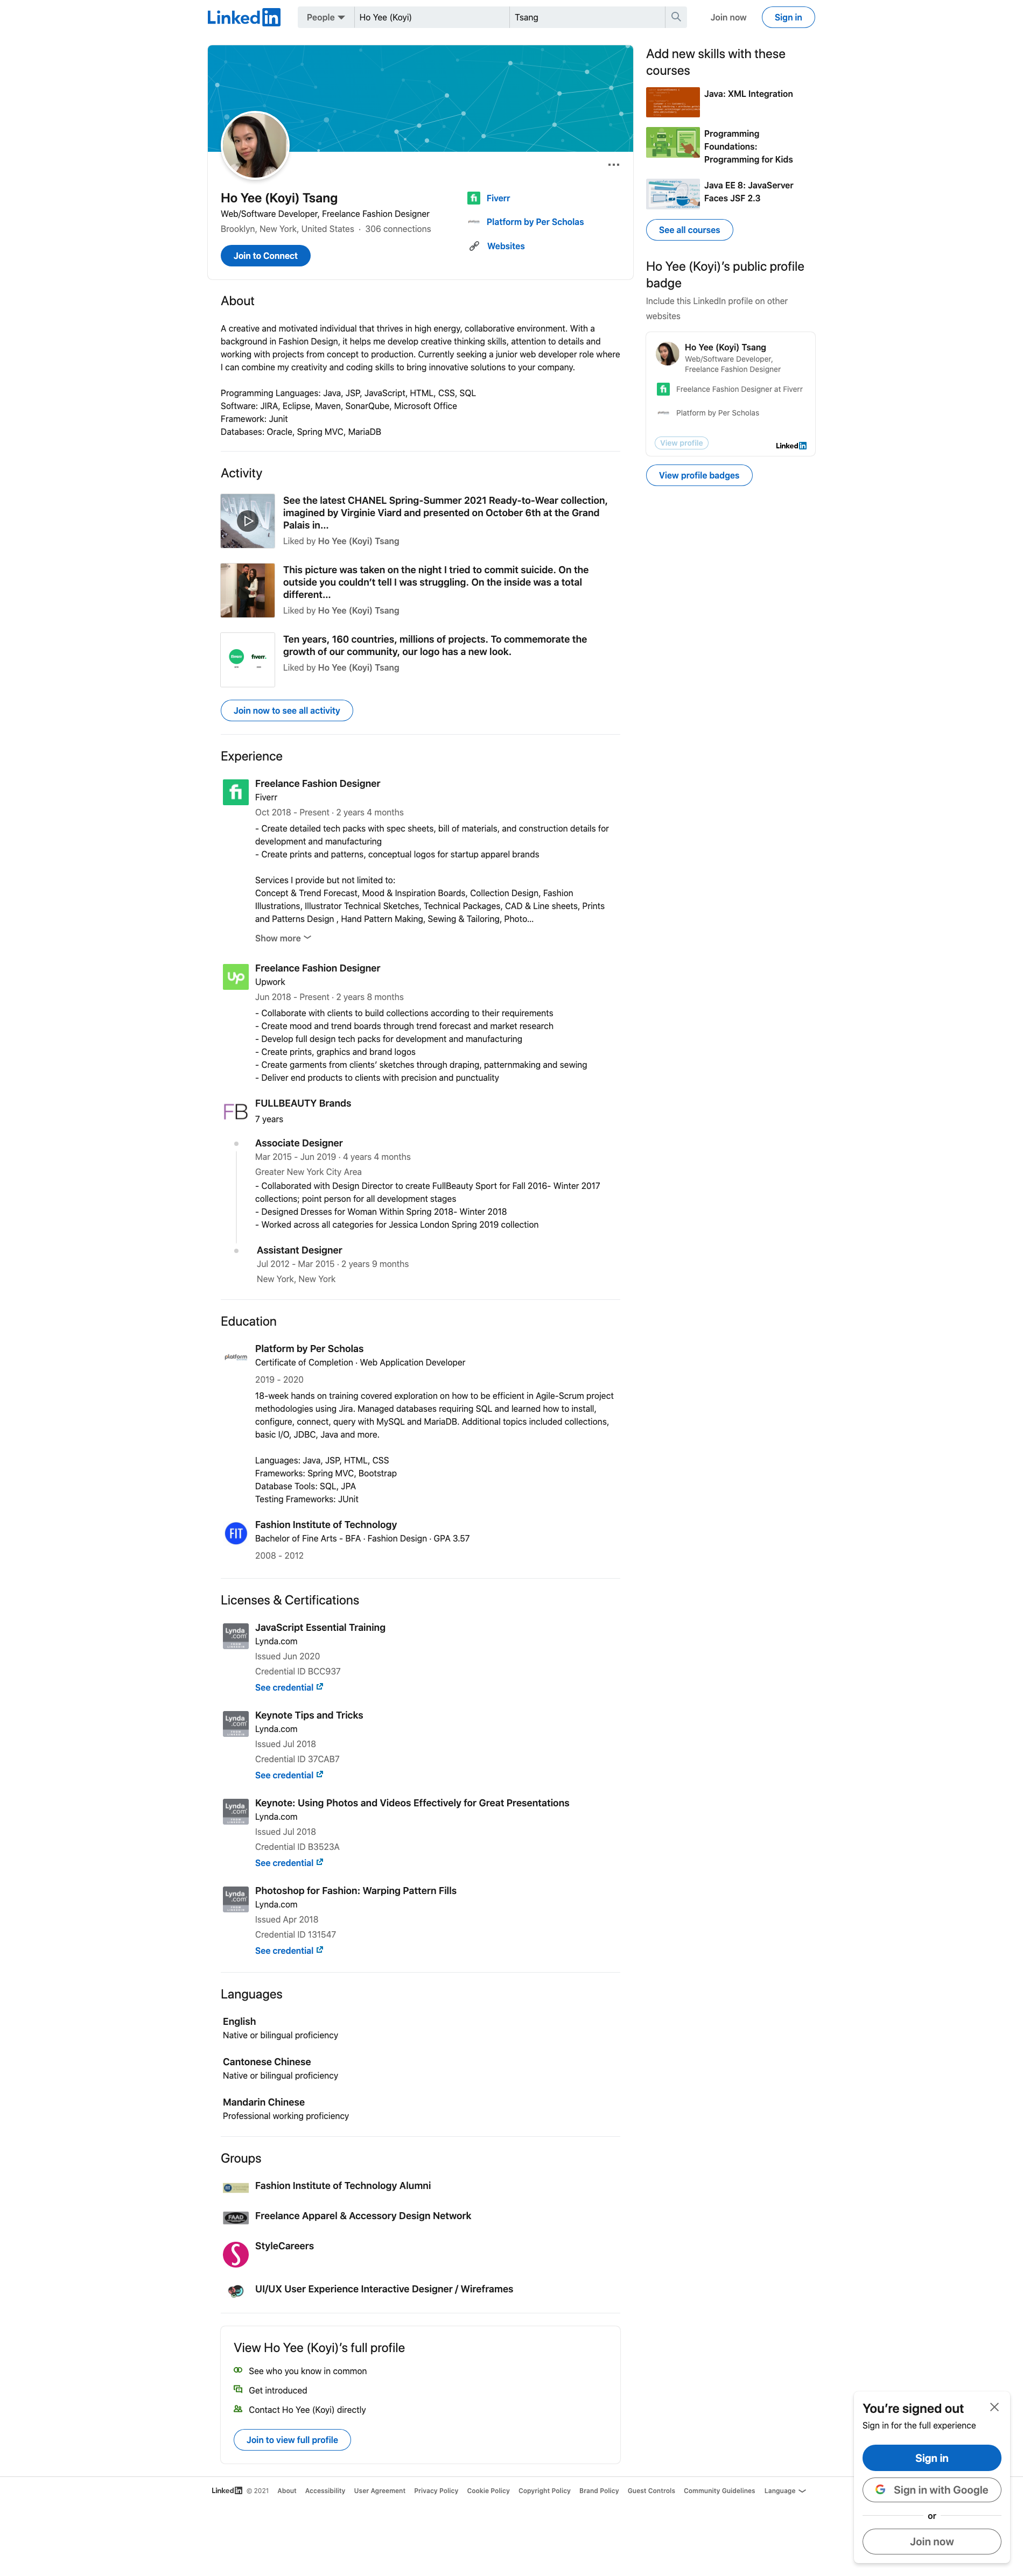 LinkedIn
People
Ho Yee (Koyi)
Tsang
Join now
Sign in
Ho Yee (Koyi) Tsang
Web/Software Developer, Freelance Fashion Designer
Brooklyn, New York, United States · 306 connections
Join to Connect
Fiverr
Platform by Per Scholas
Websites
About
A creative and motivated individual that thrives in high energy, collaborative environment. With a
background in Fashion Design, it helps me develop creative thinking skills, attention to details and
working with projects from concept to production. Currently seeking a junior web developer role where
I can combine my creativity and coding skills to bring innovative solutions to your company.
Programming Languages: Java, JSP, JavaScript, HTML, CSS, SQL
Software: JIRA, Eclipse, Maven, SonarQube, Microsoft Office
Framework: Junit
Databases: Oracle, Spring MVC, MariaDB
Activity
See the latest CHANEL Spring-Summer 2021 Ready-to-Wear collection,
imagined by Virginie Viard and presented on October 6th at the Grand
Palais in...
Liked by Ho Yee (Koyi) Tsang
This picture was taken on the night I tried to commit suicide. On the
outside you couldn't tell I was struggling. On the inside was a total
different...
Liked by Ho Yee (Koyi) Tsang
fiverr.
Ten years, 160 countries, millions of projects. To commemorate the
growth of our community, our logo has a new look.
Liked by Ho Yee (Koyi) Tsang
Join now to see all activity
Experience
fi
Freelance Fashion Designer
Fiverr
Oct 2018 - Present · 2 years 4 months
- Create detailed tech packs with spec sheets, bill of materials, and construction details for
development and manufacturing
- Create prints and patterns, conceptual logos for startup apparel brands
Services I provide but not limited to:
Concept & Trend Forecast, Mood & Inspiration Boards, Collection Design, Fashion
Illustrations, Illustrator Technical Sketches, Technical Packages, CAD & Line sheets, Prints
and Patterns Design , Hand Pattern Making, Sewing & Tailoring, Photo...
Show more
Up
Freelance Fashion Designer
Upwork
Jun 2018 - Present · 2 years 8 months
- Collaborate with clients to build collections according to their requirements
- Create mood and trend boards through trend forecast and market research
- Develop full design tech packs for development and manufacturing
- Create prints, graphics and brand logos
- Create garments from clients' sketches through draping, patternmaking and sewing
- Deliver end products to clients with precision and punctuality
FB
FULLBEAUTY Brands
7 years
Associate Designer
Mar 2015 - Jun 2019 · 4 years 4 months
Greater New York City Area
- Collaborated with Design Director to create FullBeauty Sport for Fall 2016- Winter 2017
collections; point person for all development stages
- Designed Dresses for Woman Within Spring 2018- Winter 2018
- Worked across all categories for Jessica London Spring 2019 collection
Assistant Designer
Jul 2012 - Mar 2015 · 2 years 9 months
New York, New York
Education
platform
Platform by Per Scholas
Certificate of Completion · Web Application Developer
2019 - 2020
18-week hands on training covered exploration on how to be efficient in Agile-Scrum project
methodologies using Jira. Managed databases requiring SQL and learned how to install,
configure, connect, query with MySQL and MariaDB. Additional topics included collections,
basic I/O, JDBC, Java and more.
Languages: Java, JSP, HTML, CSS
Frameworks: Spring MVC, Bootstrap
Database Tools: SQL, JPA
Testing Frameworks: JUnit
FIT
Fashion Institute of Technology
Bachelor of Fine Arts - BFA · Fashion Design · GPA 3.57
2008 - 2012
Licenses & Certifications
Lynda.com
JavaScript Essential Training
Lynda.com
Issued Jun 2020
Credential ID BCC937
See credential
Lynda.com
Keynote Tips and Tricks
Lynda.com
Issued Jul 2018
Credential ID 37CAB7
See credential
Lynda.com
Keynote: Using Photos and Videos Effectively for Great Presentations
Lynda.com
Issued Jul 2018
Credential ID B3523A
See credential
Lynda.com
Photoshop for Fashion: Warping Pattern Fills
Lynda.com
Issued Apr 2018
Credential ID 131547
See credential
Languages
English
Native or bilingual proficiency
Cantonese Chinese
Native or bilingual proficiency
Mandarin Chinese
Professional working proficiency
Groups
Fashion Institute of Technology Alumni
FAAD
Freelance Apparel & Accessory Design Network
StyleCareers
UI/UX User Experience Interactive Designer / Wireframes
View Ho Yee (Koyi)'s full profile
See who you know in common
Get introduced
Contact Ho Yee (Koyi) directly
Join to view full profile
Add new skills with these
courses
Java: XML Integration
Programming
Foundations:
Programming for Kids
Java EE 8: JavaServer
Faces JSF 2.3
See all courses
Ho Yee (Koyi)'s public profile
badge
Include this LinkedIn profile on other
websites
Ho Yee (Koyi) Tsang
Web/Software Developer,
Freelance Fashion Designer
Freelance Fashion Designer at Fiverr
Platform by Per Scholas
View profile
LinkedIn
View profile badges
You're signed out
Sign in for the full experience
Sign in
Sign in with Google
or
Join now
LinkedIn © 2021 About Accessibility User Agreement Privacy Policy Cookie Policy Copyright Policy Brand Policy Guest Controls Community Guidelines Language